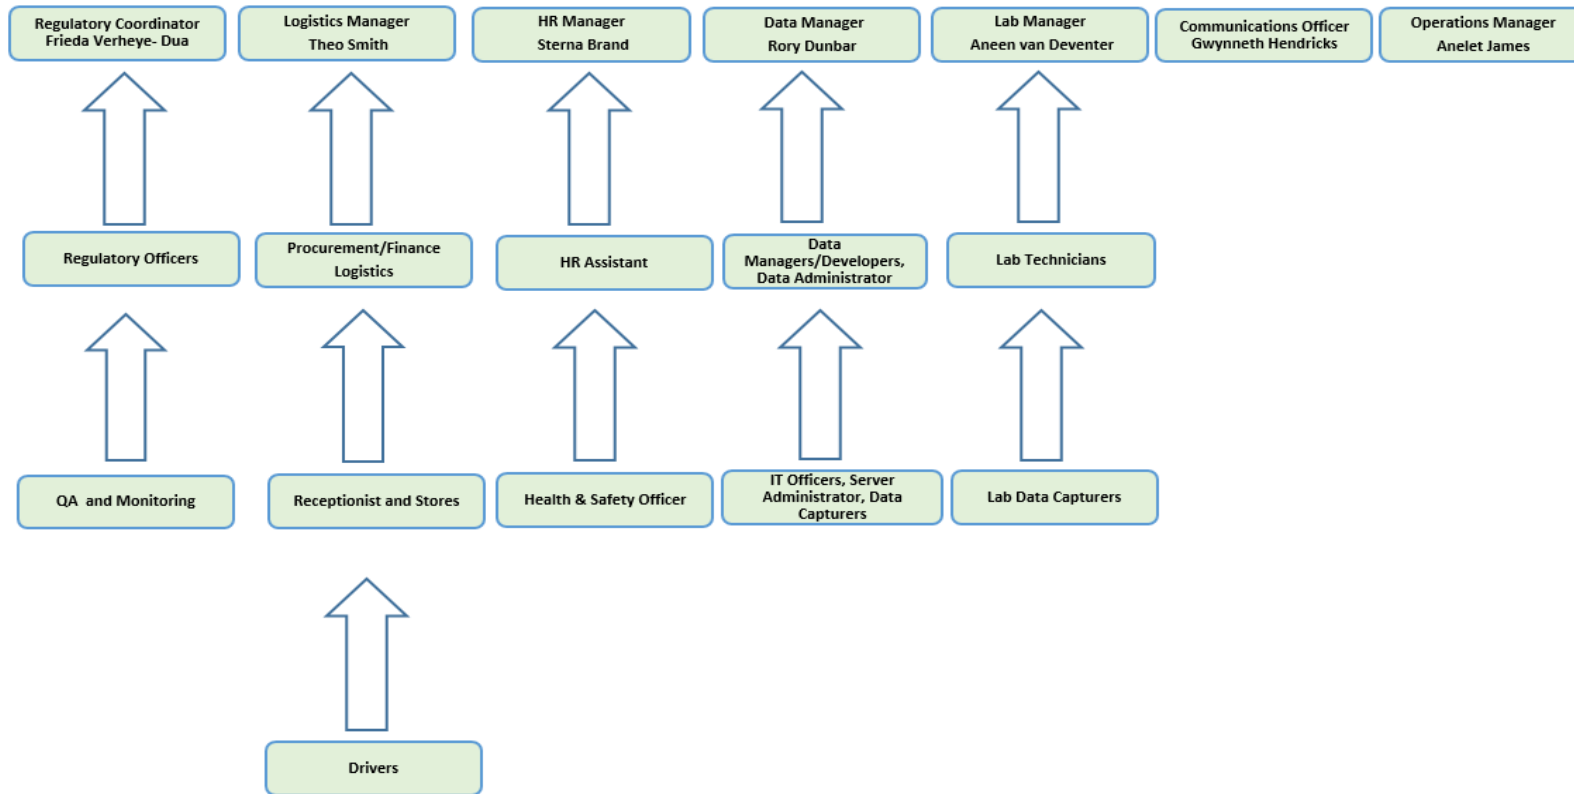 Regulatory Coordinator
Frieda Verheye- Dua
Logistics Manager
Theo Smith
HR Manager
Sterna Brand
Data Manager
Rory Dunbar
Lab Manager
Aneen van Deventer
Communications Officer
Gwynneth Hendricks
Operations Manager
Anelet James
Regulatory Officers
Procurement/Finance
Logistics
HR Assistant
Data
Managers/Developers,
Data Administrator
Lab Technicians
QA and Monitoring
Receptionist and Stores
Health & Safety Officer
IT Officers, Server
Administrator, Data
Capturers
Lab Data Capturers
Drivers